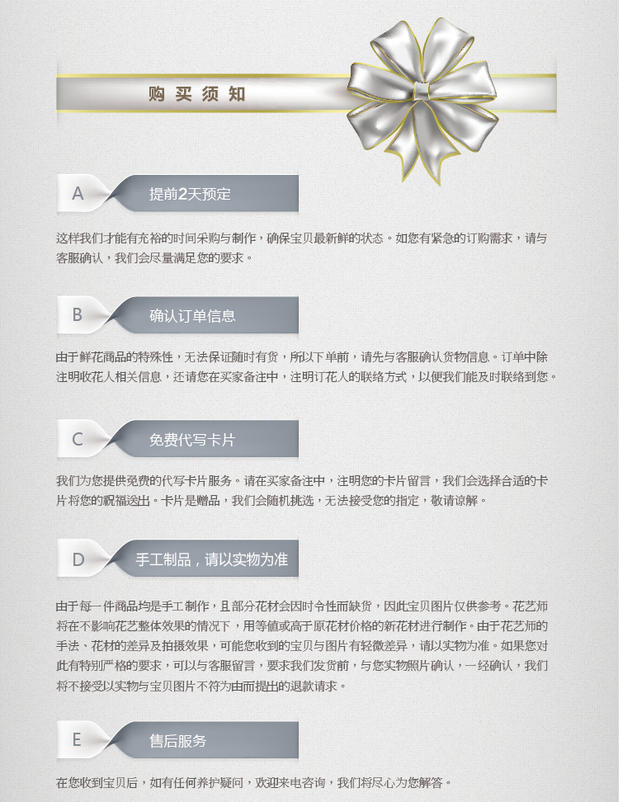 购买须知
A 提前2天预定
这样我们才能有充裕的时间采购与制作，确保宝贝最新鲜的状态。如您有紧急的订购需求，请与
客服确认，我们会尽量满足您的要求。
B 确认订单信息
由于鲜花商品的特殊性，无法保证随时有货，所以下单前，请先与客服确认货物信息。订单中除
注明收花人相关信息，还请您在买家备注中，注明订花人的联络方式，以便我们能及时联络到您。
C 免费代写卡片
我们为您提供免费的代写卡片服务。请在买家备注中，注明您的卡片留言，我们会选择合适的卡
片将您的祝福送出。卡片是赠品，我们会随机挑选，无法接受您的指定，敬请谅解。
D 手工制品，请以实物为准
由于每一件商品均是手工制作，且部分花材会因时令性而缺货，因此宝贝图片仅供参考。花艺师
将在不影响花艺整体效果的情况下，用等值或高于原花材价格的新花材进行制作。由于花艺师的
手法、花材的差异及拍摄效果，可能您收到的宝贝与图片有轻微差异，请以实物为准。如果您对
此有特别严格的要求，可以与客服留言，要求我们发货前，与您实物照片确认，一经确认，我们
将不接受以实物与宝贝图片不符为由而提出的退款请求。
E 售后服务
在您收到宝贝后，如有任何养护疑问，欢迎来电咨询，我们将尽心为您解答。